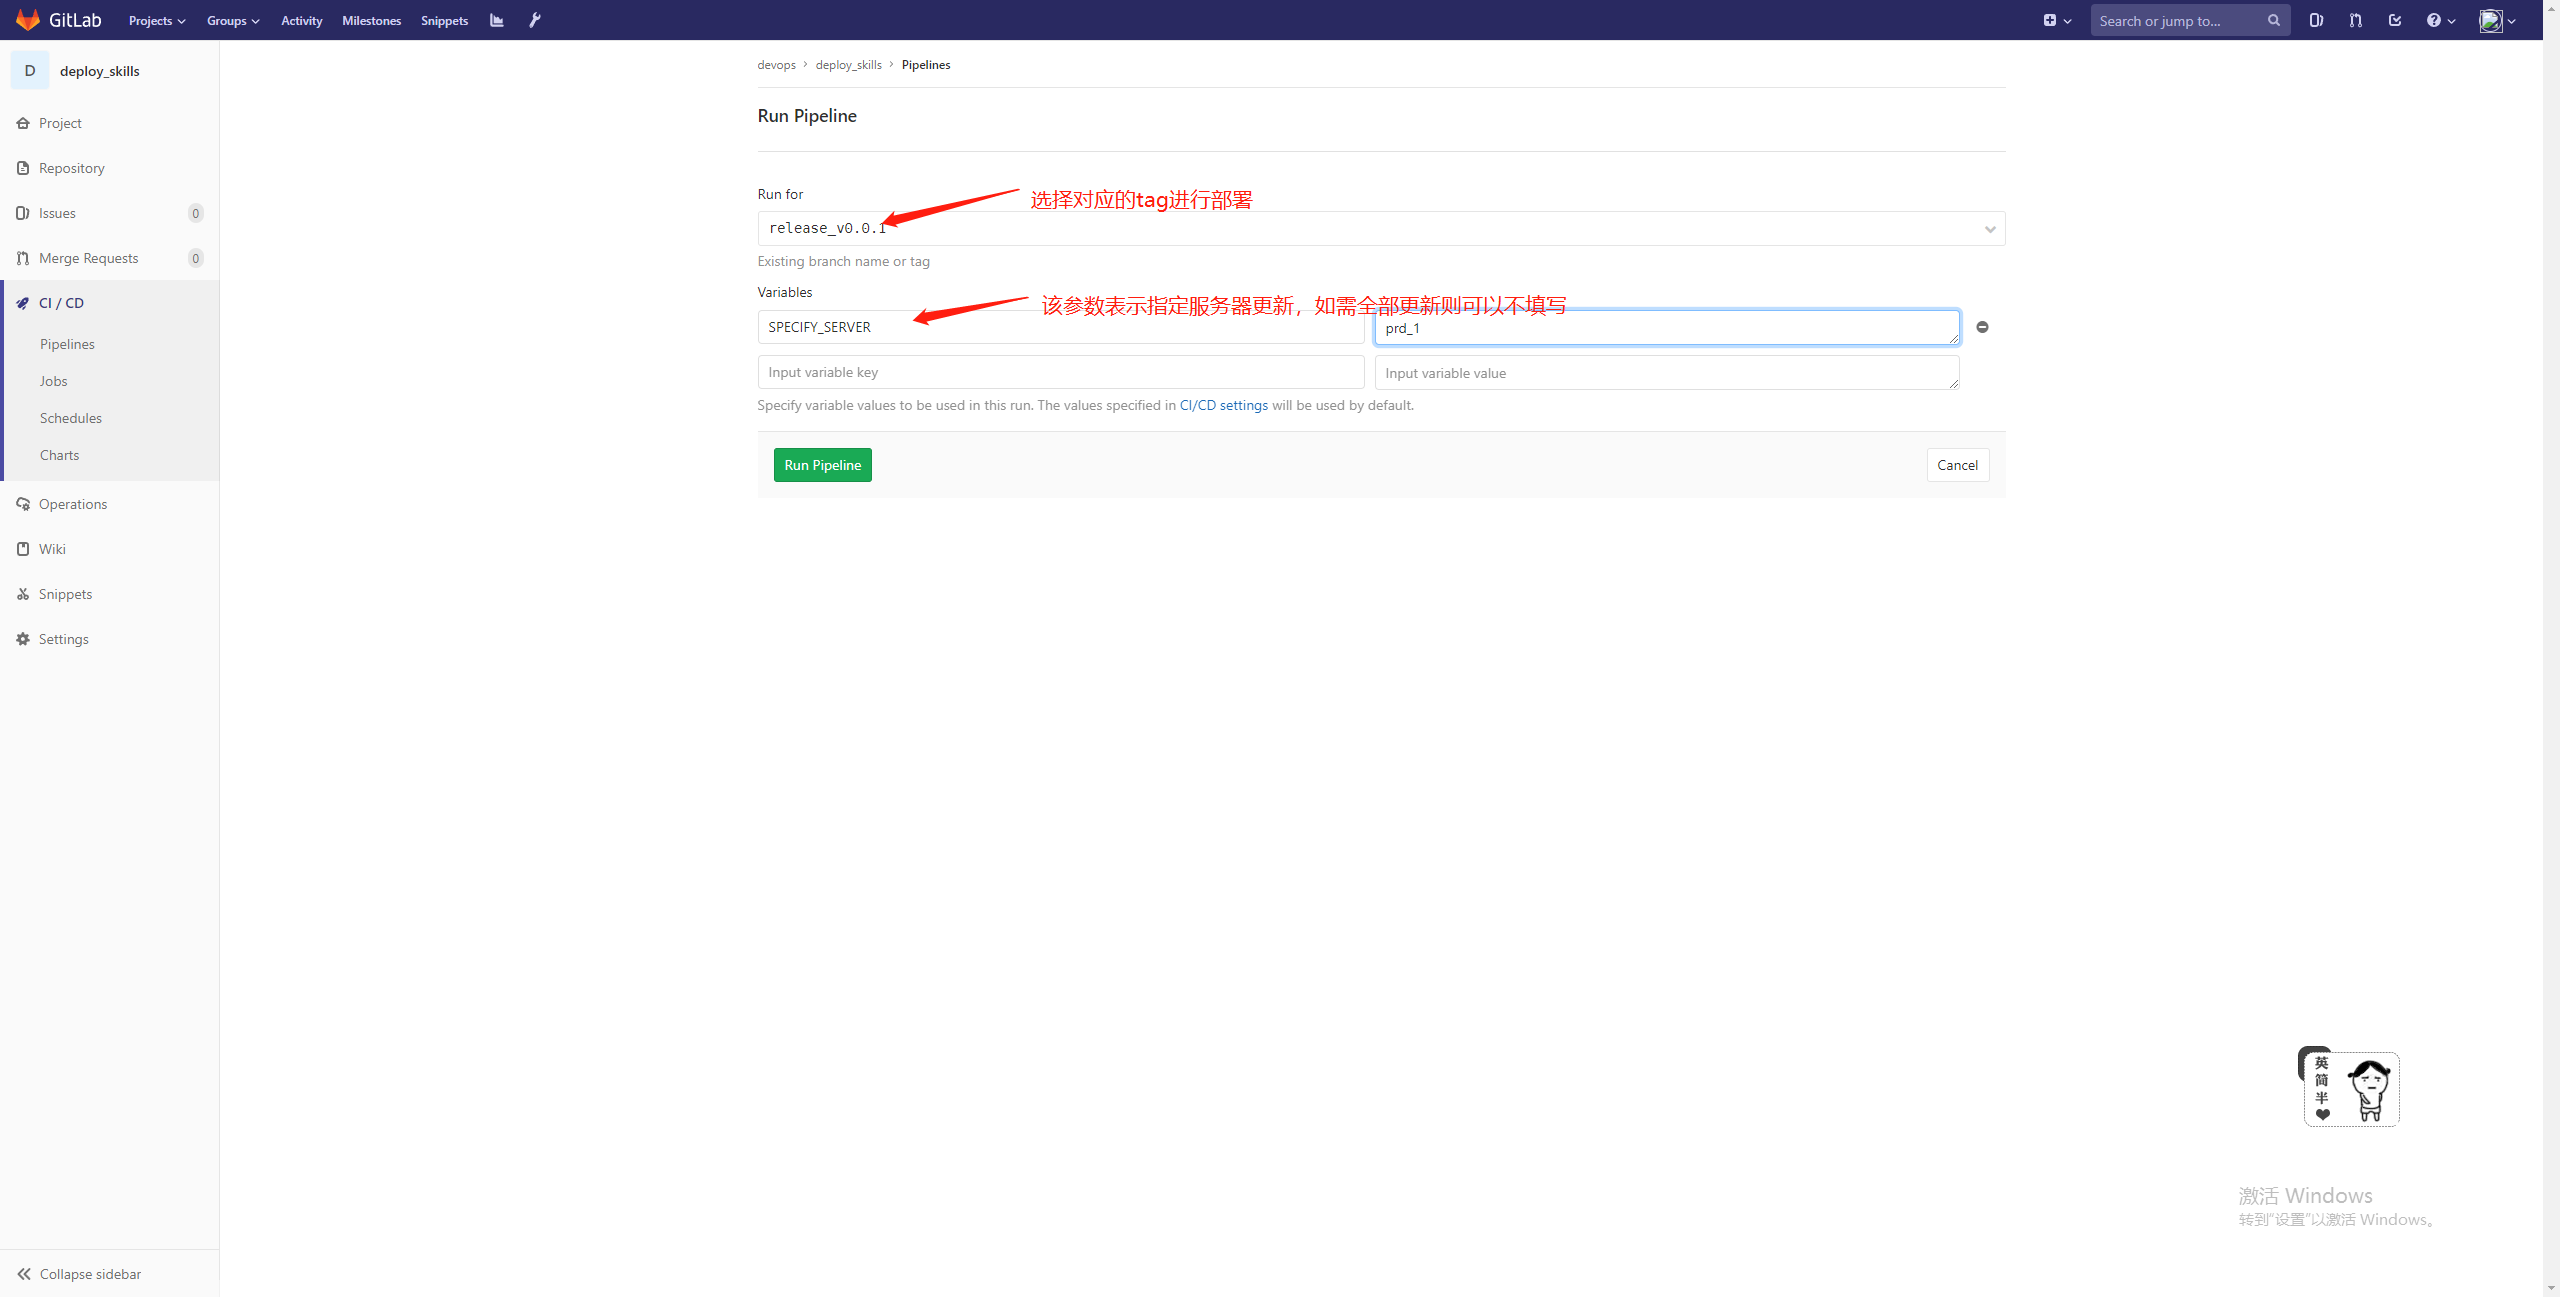 GitLab Projects Groups Activity Milestones Snippets Search or jump to...
D deploy_skills
Project
Repository
Issues 0
Merge Requests 0
CI / CD
Pipelines
Jobs
Schedules
Charts
Operations
Wiki
Snippets
Settings
Collapse sidebar
devops › deploy_skills › Pipelines
Run Pipeline
Run for
选择对应的tag进行部署
release_v0.0.1
Existing branch name or tag
Variables
该参数表示指定服务器更新，如需全部更新则可以不填写
SPECIFY_SERVER prd_1
Input variable key Input variable value
Specify variable values to be used in this run. The values specified in CI/CD settings will be used by default.
Run Pipeline Cancel
英
简
半
激活 Windows
转到"设置"以激活 Windows。